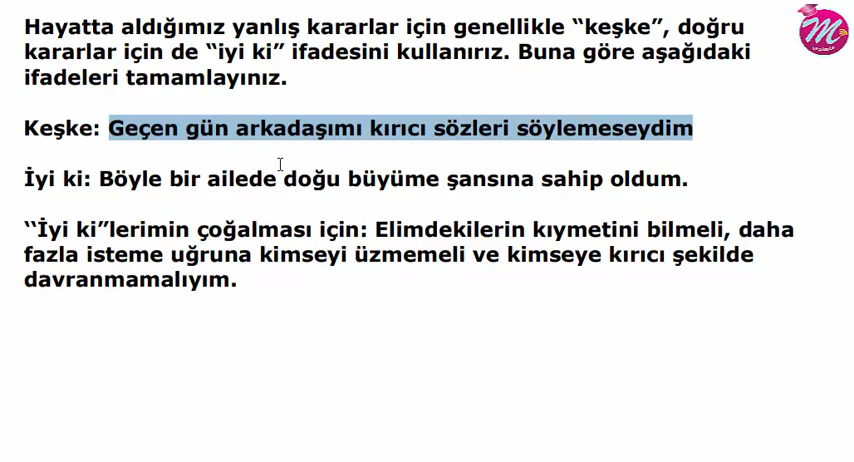 Hayatta aldığımız yanlış kararlar için genellikle “keşke”, doğru
kararlar için de “iyi ki” ifadesini kullanırız. Buna göre aşağıdaki
ifadeleri tamamlayınız.
Keşke: Geçen gün arkadaşımı kırıcı sözleri söylemeseydim
İyi ki: Böyle bir ailede doğu büyüme şansına sahip oldum.
‘‘İyi ki”lerimin çoğalması için: Elimdekilerin kıymetini bilmeli, daha
fazla isteme uğruna kimseyi üzmemeli ve kimseye kırıcı şekilde
davranmamalıyım.